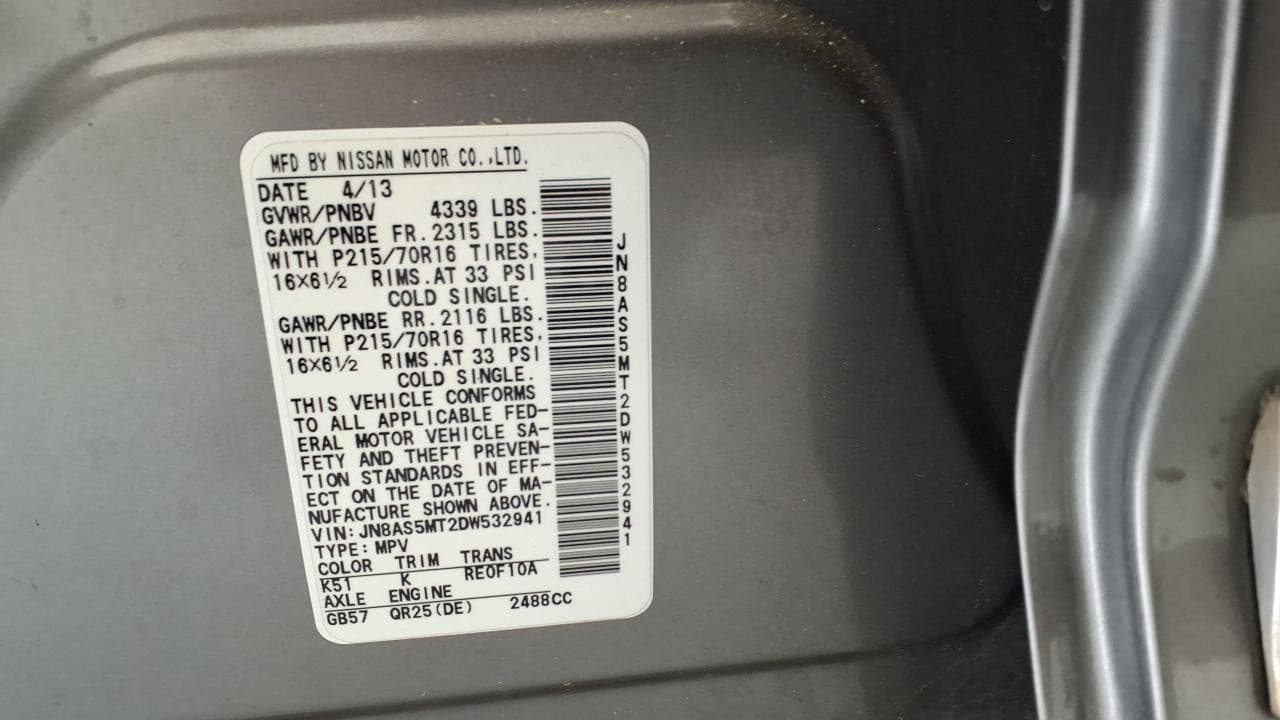 MFD BY NISSAN MOTOR CO.,LTD.
DATE 4/13
GVWR/PNBV 4339 LBS.
GAWR/PNBE FR.2315 LBS.
WITH P215/70R16 TIRES,
16X6½ RIMS.AT 33 PSI
COLD SINGLE.
GAWR/PNBE RR.2116 LBS.
WITH P215/70R16 TIRES,
16X6½ RIMS.AT 33 PSI
COLD SINGLE.
THIS VEHICLE CONFORMS
TO ALL APPLICABLE FED-
ERAL MOTOR VEHICLE SA-
FETY AND THEFT PREVEN-
TION STANDARDS IN EFF-
ECT ON THE DATE OF MA-
NUFACTURE SHOWN ABOVE.
VIN:JN8AS5MT2DW532941
TYPE:MPV
COLOR TRIM TRANS
K51 K RE0F10A
AXLE ENGINE
GB57 QR25(DE) 2488CC
JN8AS5MT2DW532941